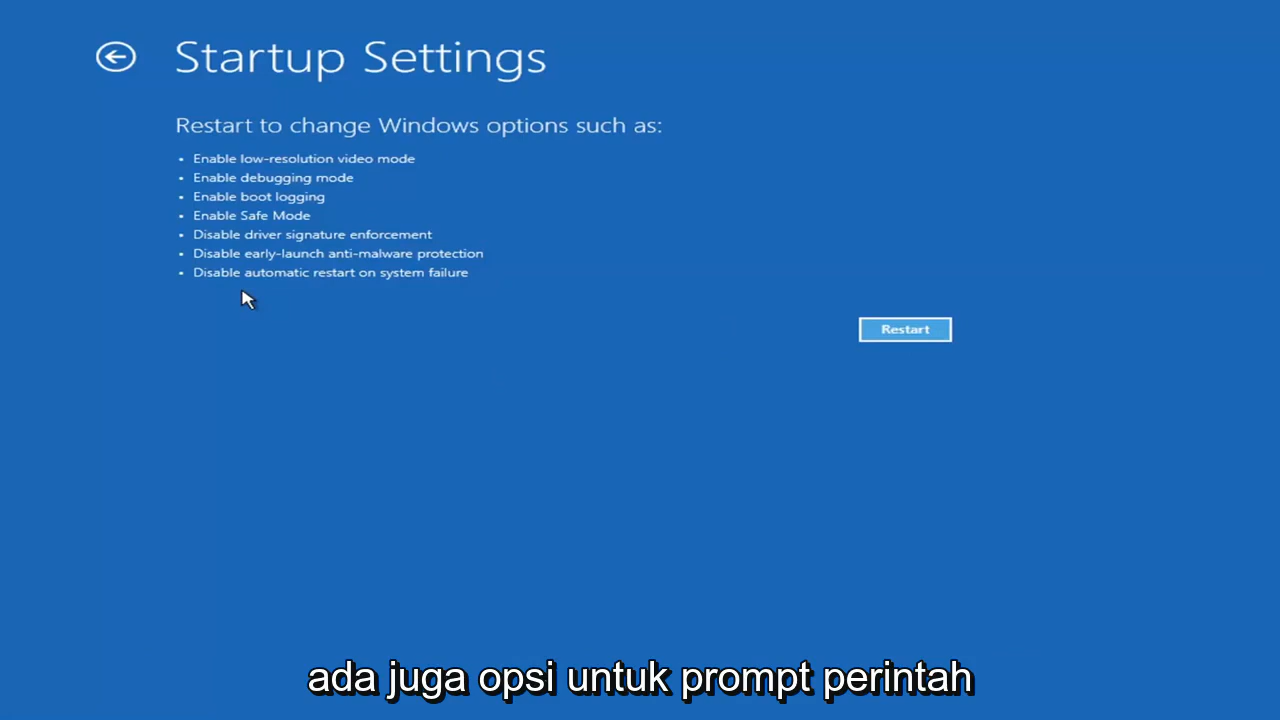 Startup Settings
Restart to change Windows options such as:
• Enable low-resolution video mode
• Enable debugging mode
• Enable boot logging
• Enable Safe Mode
• Disable driver signature enforcement
• Disable early-launch anti-malware protection
• Disable automatic restart on system failure
Restart
ada juga opsi untuk prompt perintah